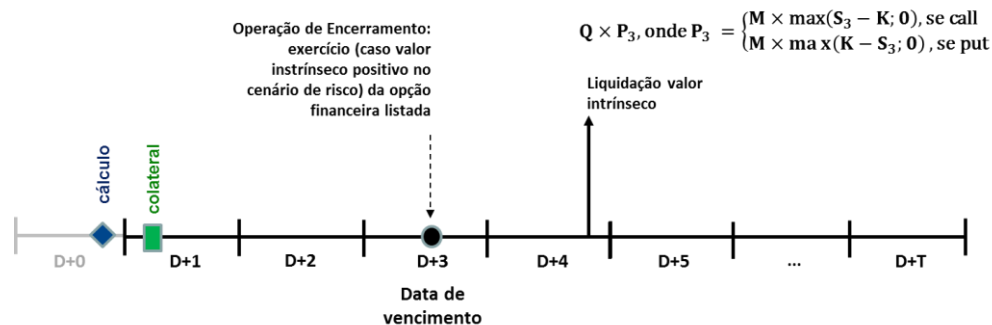 Operação de Encerramento:
exercício (caso valor
instrínseco positivo no
cenário de risco) da opção
financeira listada
Q × P₃, onde P₃ = {M × max(S₃ − K; 0), se call
M × ma x(K − S₃; 0) , se put
Liquidação valor
intrínseco
cálculo
colateral
D+0 D+1 D+2 D+3 D+4 D+5 ... D+T
Data de
vencimento